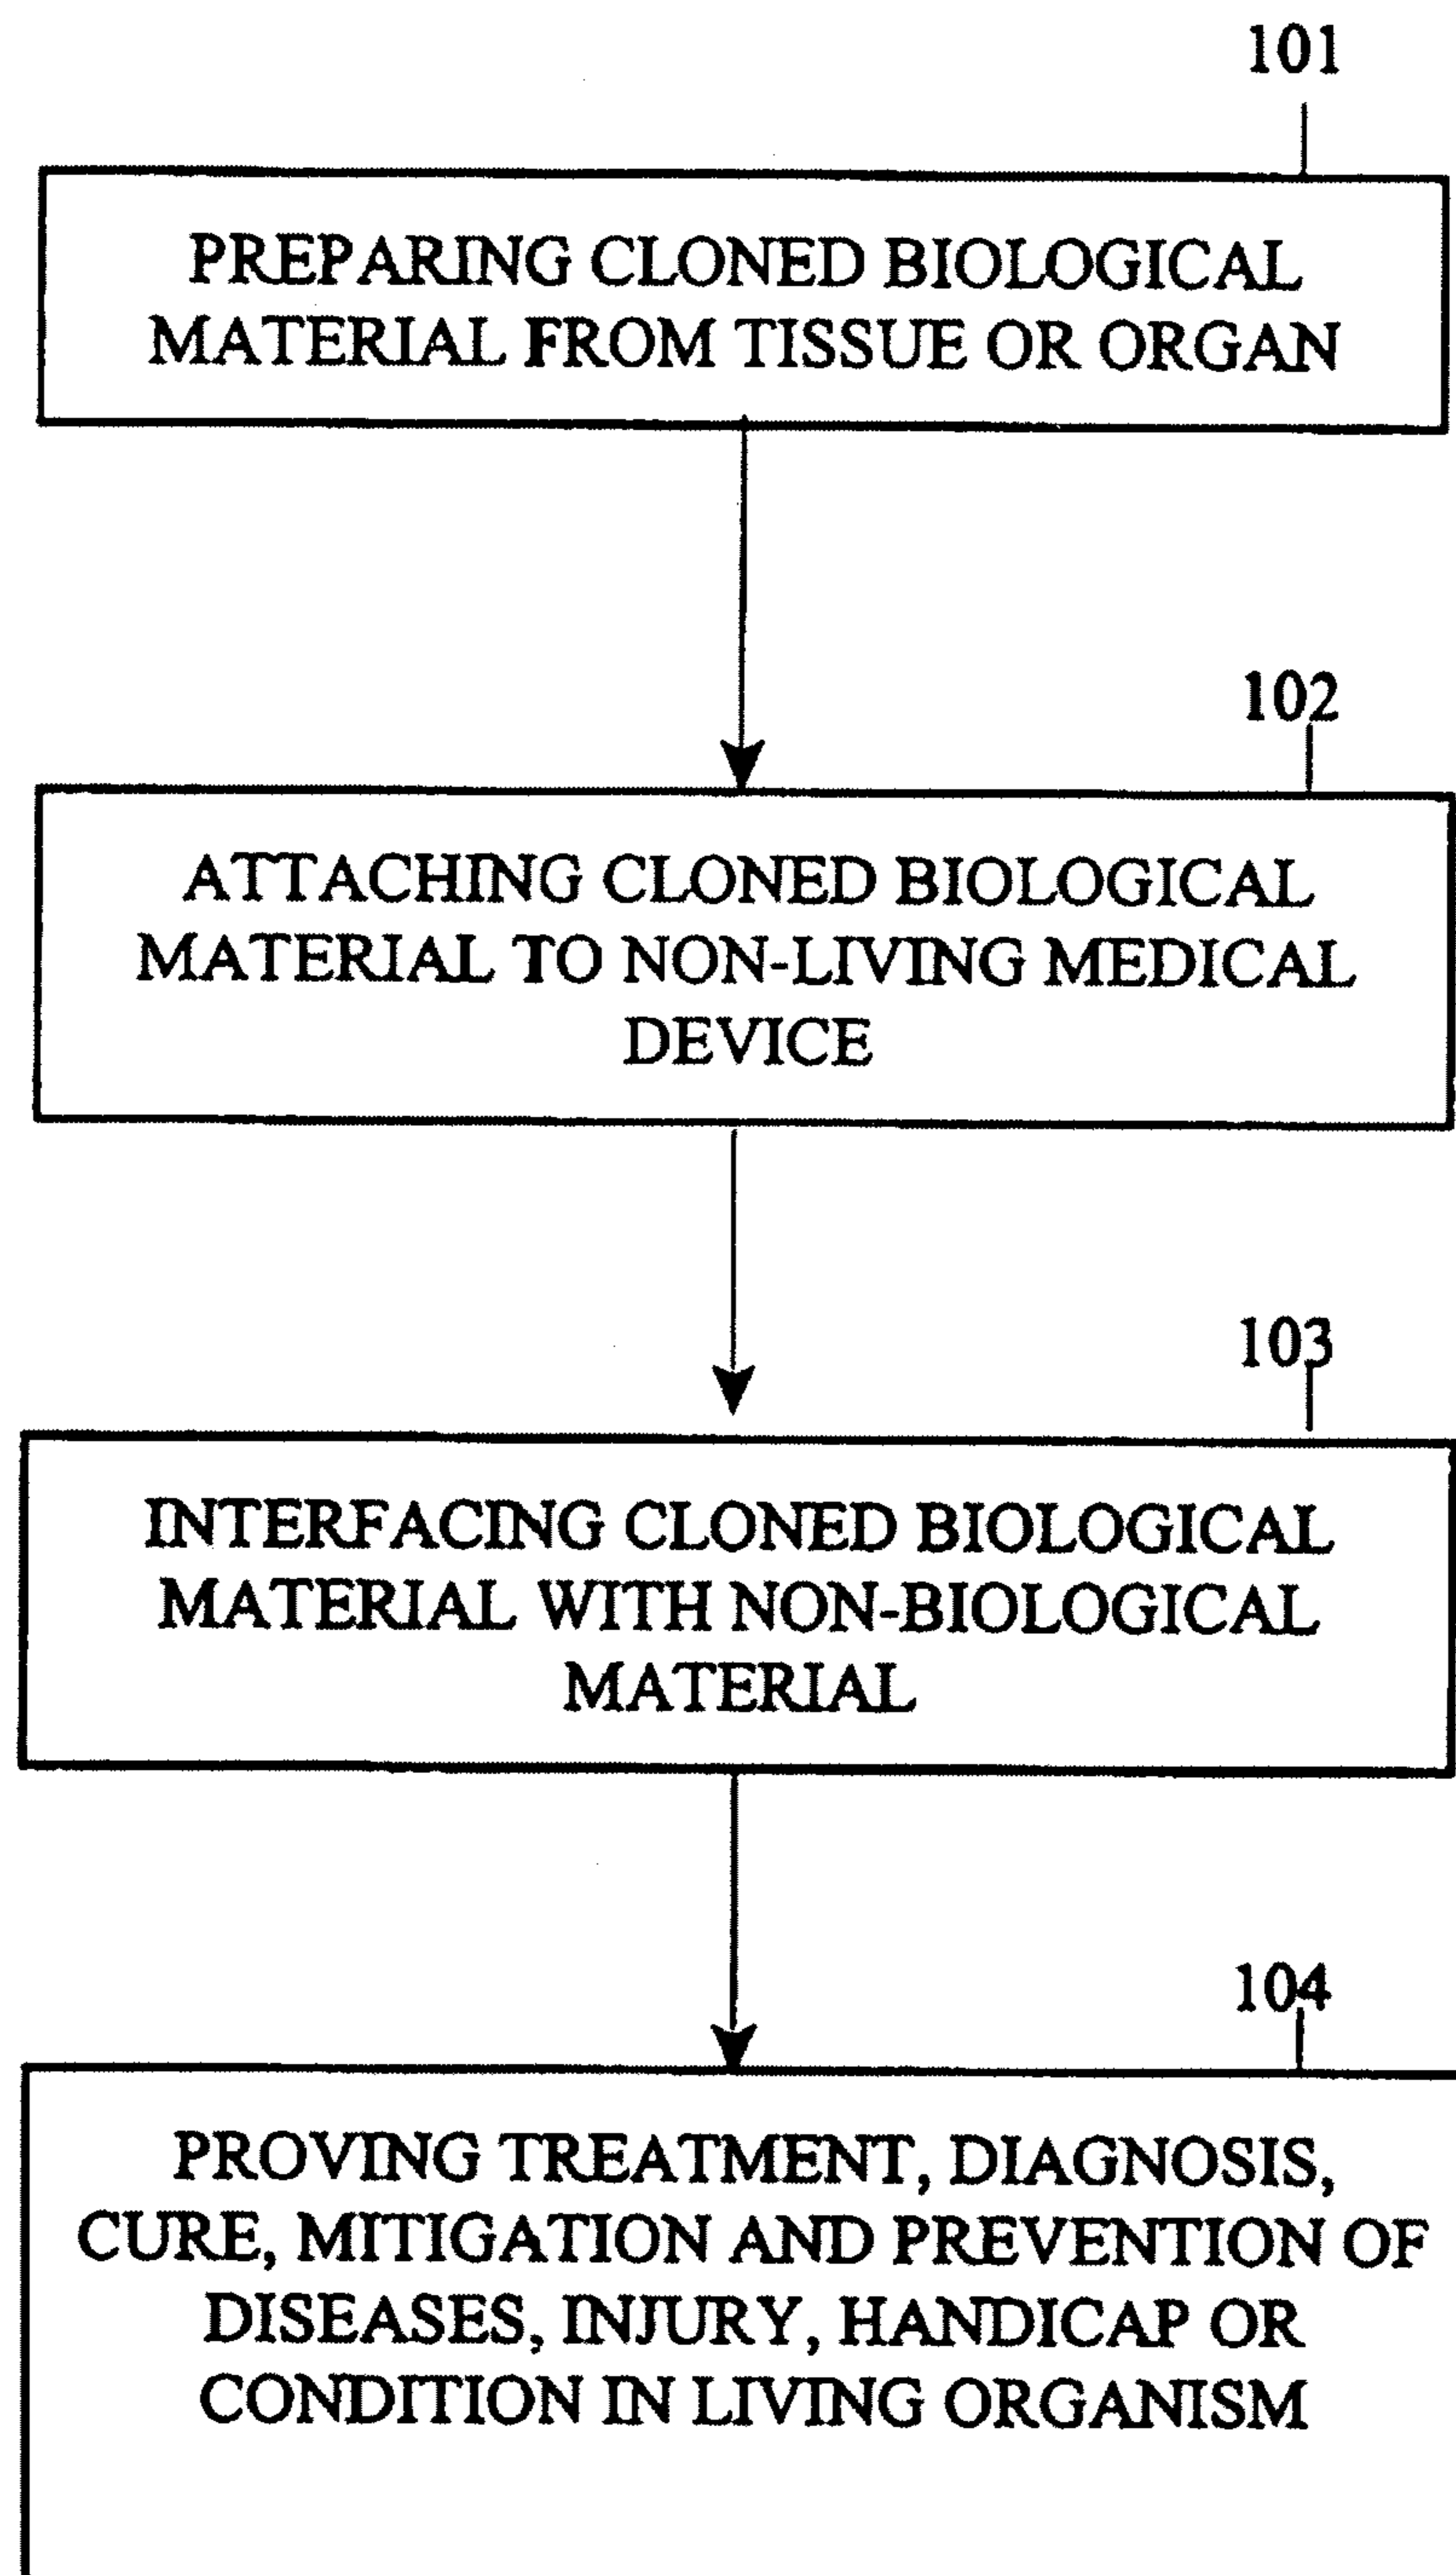 101
PREPARING CLONED BIOLOGICAL
MATERIAL FROM TISSUE OR ORGAN
102
ATTACHING CLONED BIOLOGICAL
MATERIAL TO NON-LIVING MEDICAL
DEVICE
103
INTERFACING CLONED BIOLOGICAL
MATERIAL WITH NON-BIOLOGICAL
MATERIAL
104
PROVING TREATMENT, DIAGNOSIS,
CURE, MITIGATION AND PREVENTION OF
DISEASES, INJURY, HANDICAP OR
CONDITION IN LIVING ORGANISM